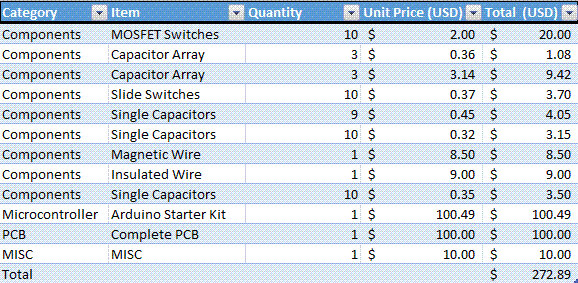 Category Item Quantity Unit Price (USD) Total (USD)
Components MOSFET Switches 10 $ 2.00 $ 20.00
Components Capacitor Array 3 $ 0.36 $ 1.08
Components Capacitor Array 3 $ 3.14 $ 9.42
Components Slide Switches 10 $ 0.37 $ 3.70
Components Single Capacitors 9 $ 0.45 $ 4.05
Components Single Capacitors 10 $ 0.32 $ 3.15
Components Magnetic Wire 1 $ 8.50 $ 8.50
Components Insulated Wire 1 $ 9.00 $ 9.00
Components Single Capacitors 10 $ 0.35 $ 3.50
Microcontroller Arduino Starter Kit 1 $ 100.49 $ 100.49
PCB Complete PCB 1 $ 100.00 $ 100.00
MISC MISC 1 $ 10.00 $ 10.00
Total $ 272.89